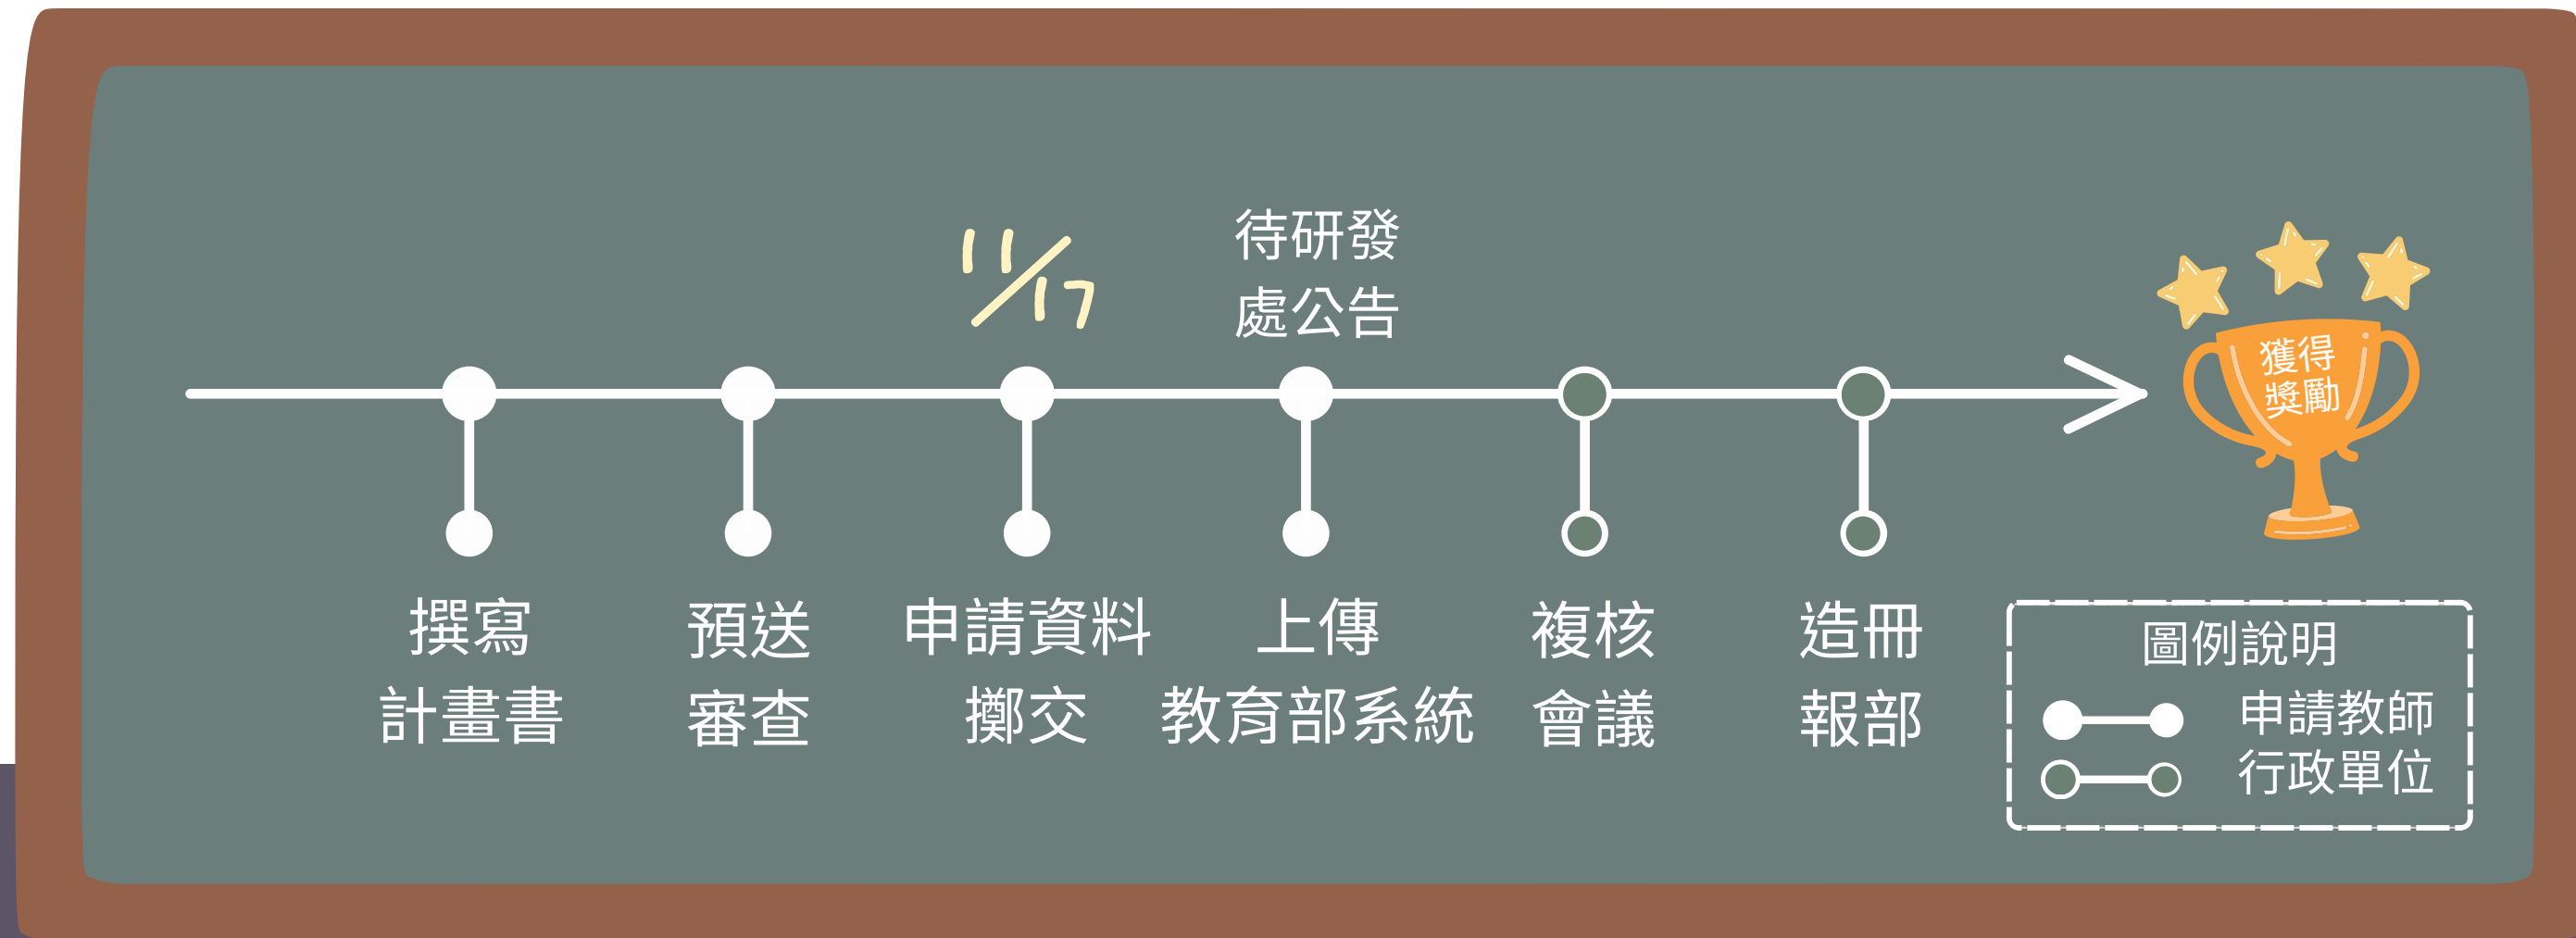 待研發
處公告
11/17
獲得
獎勵
撰寫
計畫書
預送
審查
申請資料
擲交
上傳
教育部系統
複核
會議
造冊
報部
圖例說明
申請教師
行政單位